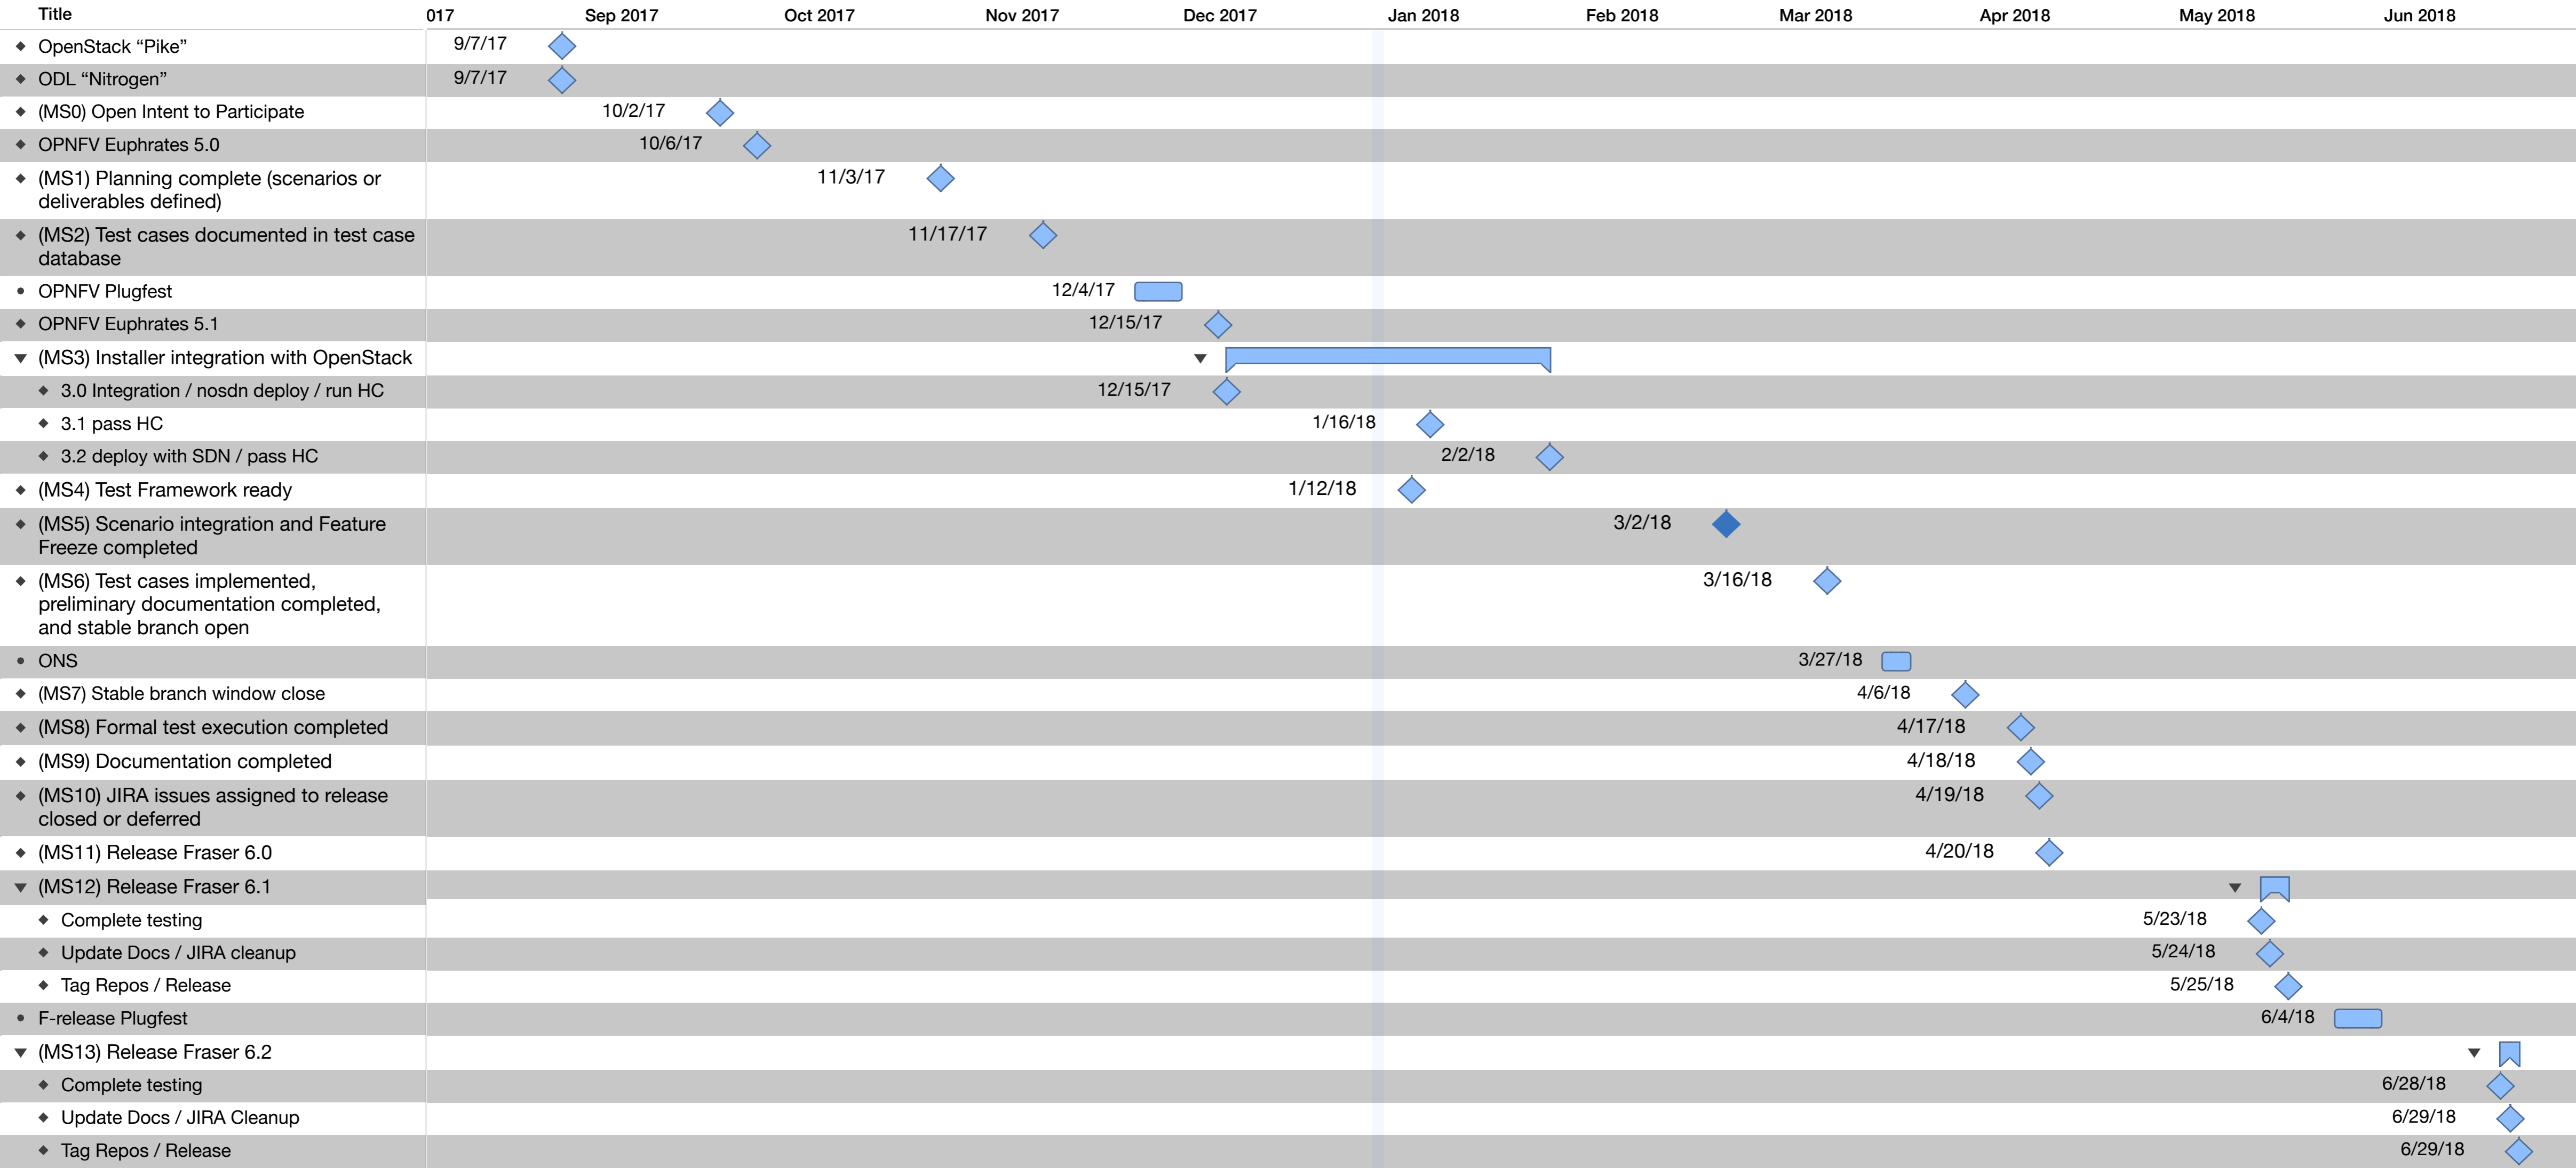 Title 017 Sep 2017 Oct 2017 Nov 2017 Dec 2017 Jan 2018 Feb 2018 Mar 2018 Apr 2018 May 2018 Jun 2018
OpenStack “Pike” 9/7/17
ODL “Nitrogen” 9/7/17
(MS0) Open Intent to Participate 10/2/17
OPNFV Euphrates 5.0 10/6/17
(MS1) Planning complete (scenarios or 11/3/17
deliverables defined)
(MS2) Test cases documented in test case 11/17/17
database
OPNFV Plugfest 12/4/17
OPNFV Euphrates 5.1 12/15/17
(MS3) Installer integration with OpenStack
3.0 Integration / nosdn deploy / run HC 12/15/17
3.1 pass HC 1/16/18
3.2 deploy with SDN / pass HC 2/2/18
(MS4) Test Framework ready 1/12/18
(MS5) Scenario integration and Feature 3/2/18
Freeze completed
(MS6) Test cases implemented, 3/16/18
preliminary documentation completed,
and stable branch open
ONS 3/27/18
(MS7) Stable branch window close 4/6/18
(MS8) Formal test execution completed 4/17/18
(MS9) Documentation completed 4/18/18
(MS10) JIRA issues assigned to release 4/19/18
closed or deferred
(MS11) Release Fraser 6.0 4/20/18
(MS12) Release Fraser 6.1
Complete testing 5/23/18
Update Docs / JIRA cleanup 5/24/18
Tag Repos / Release 5/25/18
F-release Plugfest 6/4/18
(MS13) Release Fraser 6.2
Complete testing 6/28/18
Update Docs / JIRA Cleanup 6/29/18
Tag Repos / Release 6/29/18